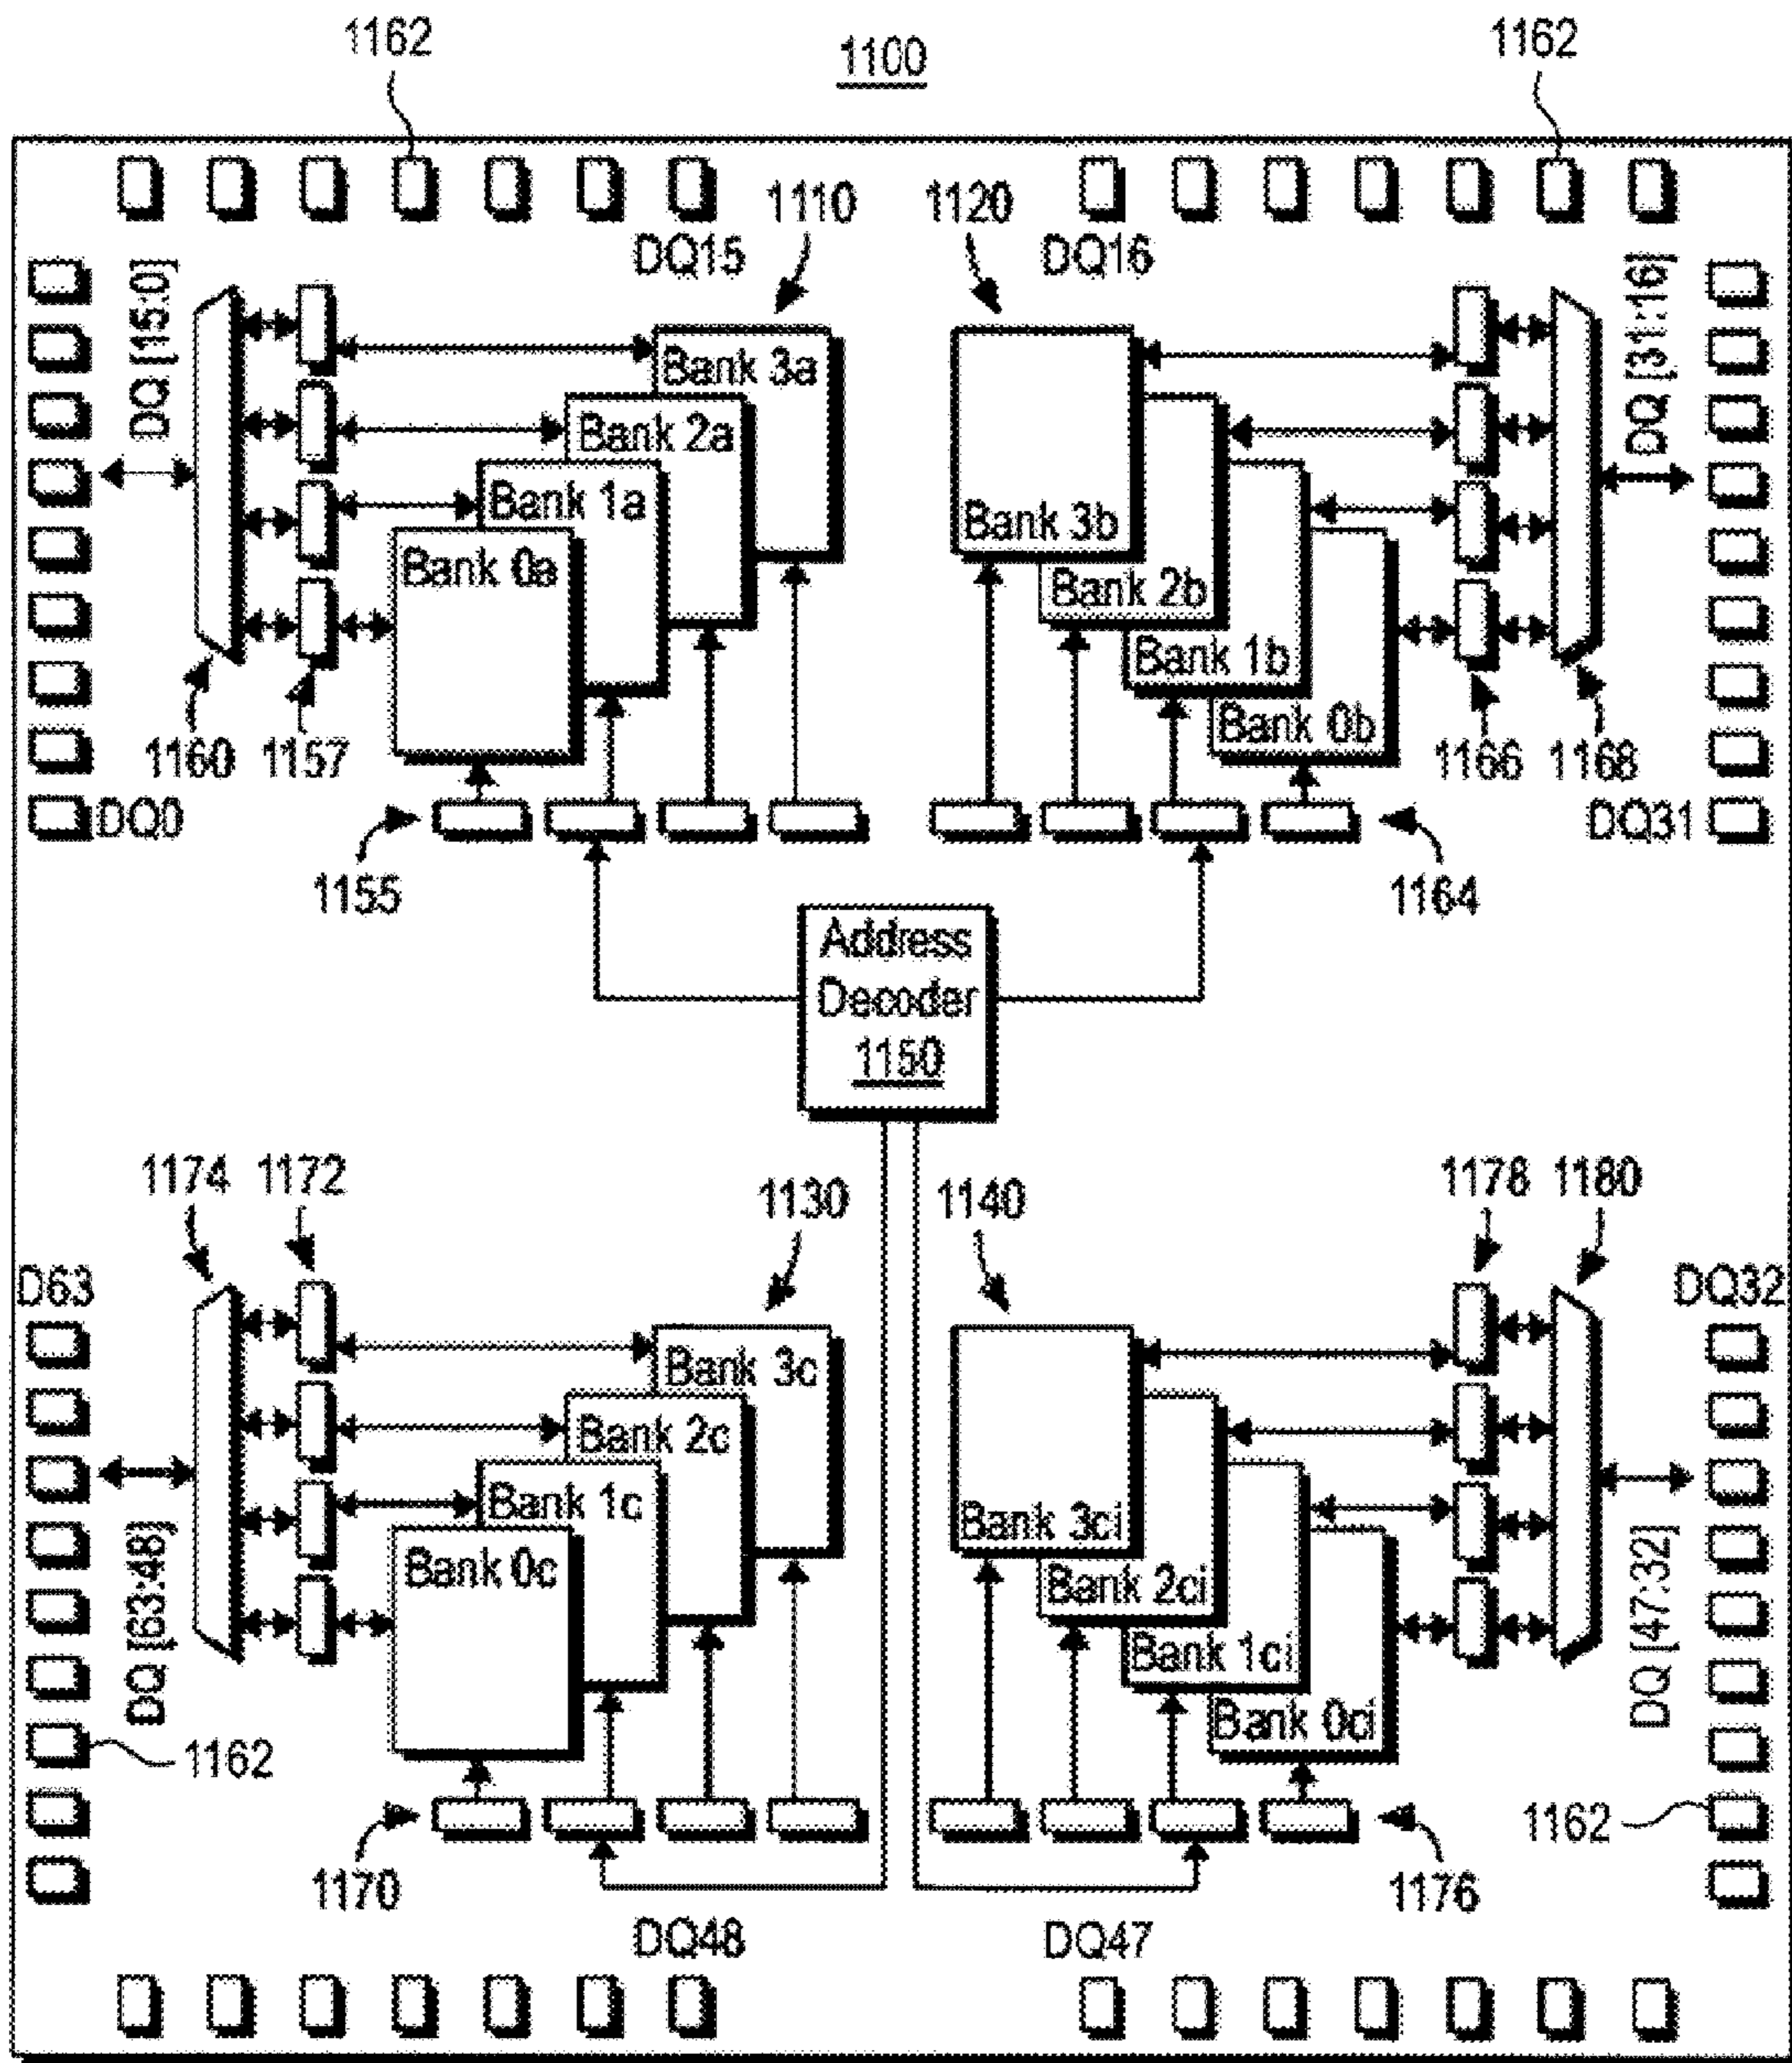 1162
1100
1162
1110
1120
DQ15
DQ16
DQ [15:0]
DQ [31:16]
Bank 3a
Bank 2a
Bank 1a
Bank 0a
Bank 3b
Bank 2b
Bank 1b
Bank 0b
1160
1157
1166
1168
DQ0
DQ31
1155
1164
Address
Decoder
1150
1174
1172
1130
1140
1178
1180
D63
DQ32
Bank 3c
Bank 2c
Bank 1c
Bank 0c
Bank 3ci
Bank 2ci
Bank 1ci
Bank 0ci
DQ [63:48]
DQ [47:32]
1162
1162
1170
1176
DQ48
DQ47